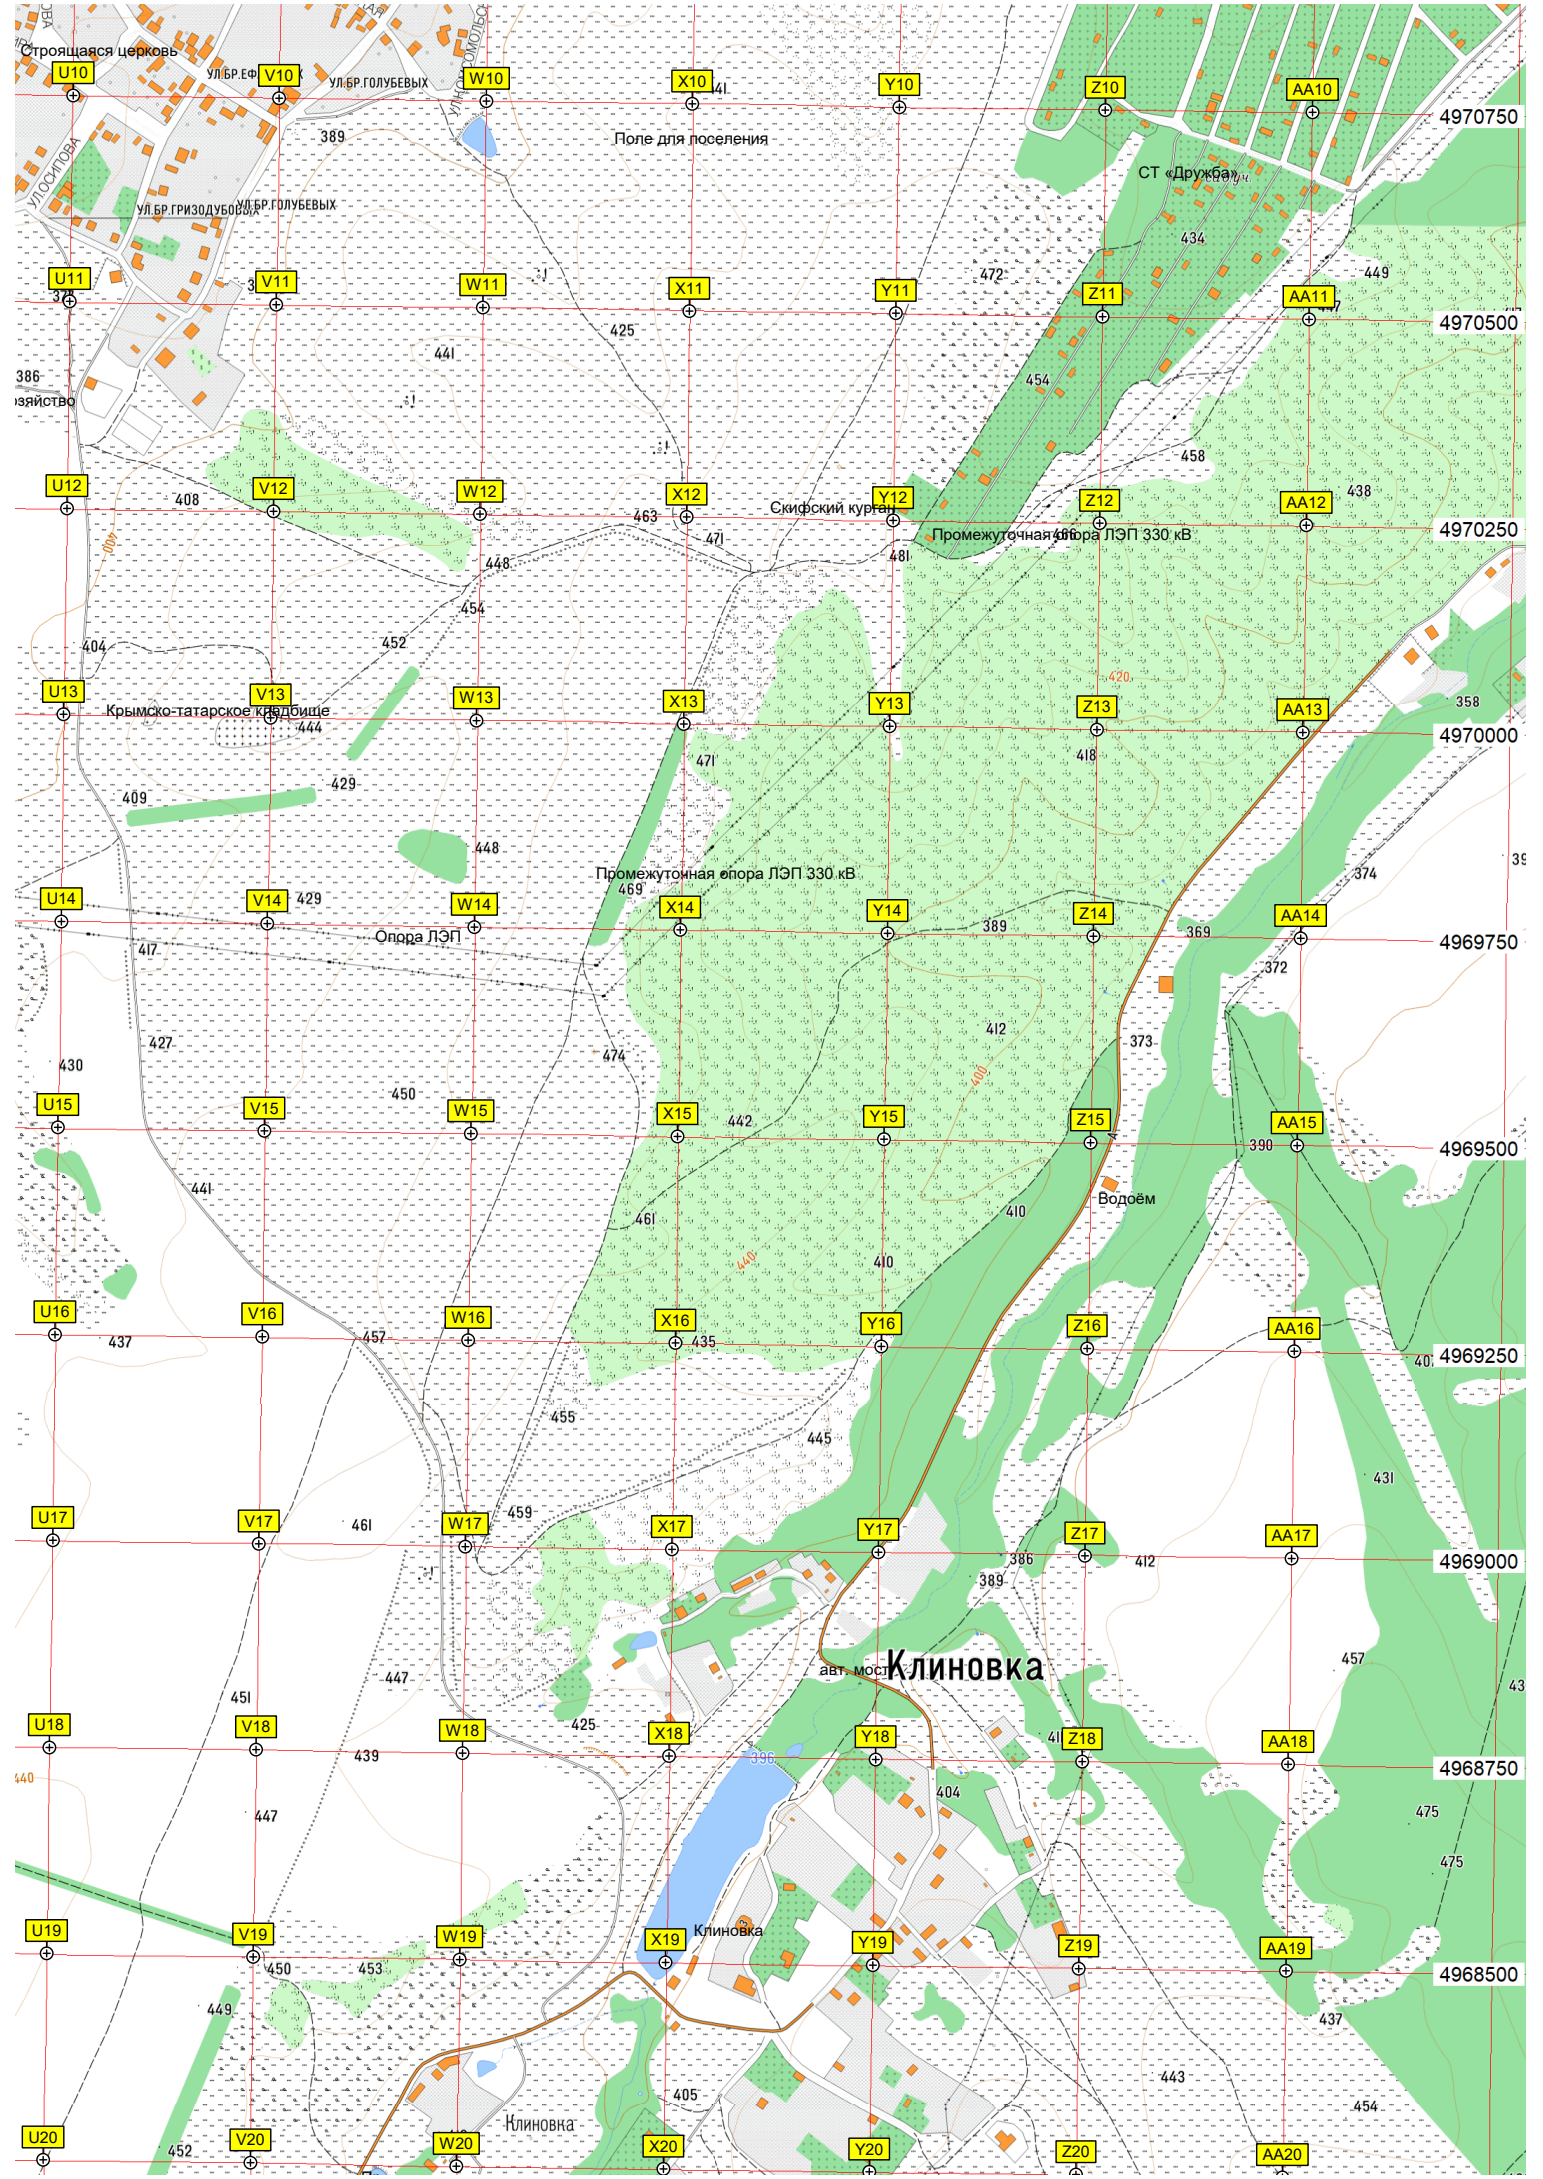 Строящаяся церковь
U10
V10
W10
X10
Y10
Z10
AA10
УЛ.БР.ГОЛУБЕВЫХ
4970750
389
Поле для поселения
УЛ.ОСИПОВА
СТ «Дружба»
УЛ.БР.ГОЛУБЕВЫХ
434
472
449
U11
V11
W11
X11
Y11
Z11
AA11
4970500
425
441
386
454
458
U12
V12
W12
X12
Y12
Z12
AA12
408
463
438
Скифский курган
4970250
Промежуточная опора ЛЭП 330 кВ
471
481
448
400
454
452
404
420
U13
V13
W13
X13
Y13
Z13
AA13
358
Крымско-татарское кладбище
444
4970000
471
418
429
409
448
374
Промежуточная опора ЛЭП 330 кВ
469
U14
V14
W14
X14
Y14
Z14
AA14
429
389
369
Опора ЛЭП
4969750
417
372
412
427
373
474
430
400
450
U15
V15
W15
X15
Y15
Z15
AA15
442
390
4969500
441
Водоём
461
410
440
410
U16
V16
W16
X16
Y16
Z16
AA16
437
457
435
4969250
455
445
431
459
U17
V17
W17
X17
Y17
Z17
AA17
461
386
412
4969000
389
Клиновка
авт. мост
457
447
451
U18
V18
W18
X18
Y18
Z18
AA18
425
439
396
4968750
440
404
447
475
475
U19
V19
W19
X19
Y19
Z19
AA19
Клиновка
450
453
4968500
449
437
443
405
454
Клиновка
U20
V20
W20
X20
Y20
Z20
AA20
452